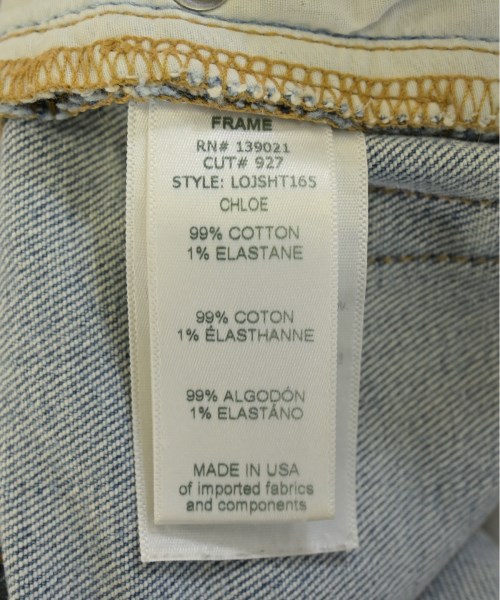 FRAME
RN# 139021
CUT# 927
STYLE: LOJSHT165
CHLOE
99% COTTON
1% ELASTANE
99% COTON
1% ÉLASTHANNE
99% ALGODÓN
1% ELASTÁNO
MADE IN USA
of imported fabrics
and components